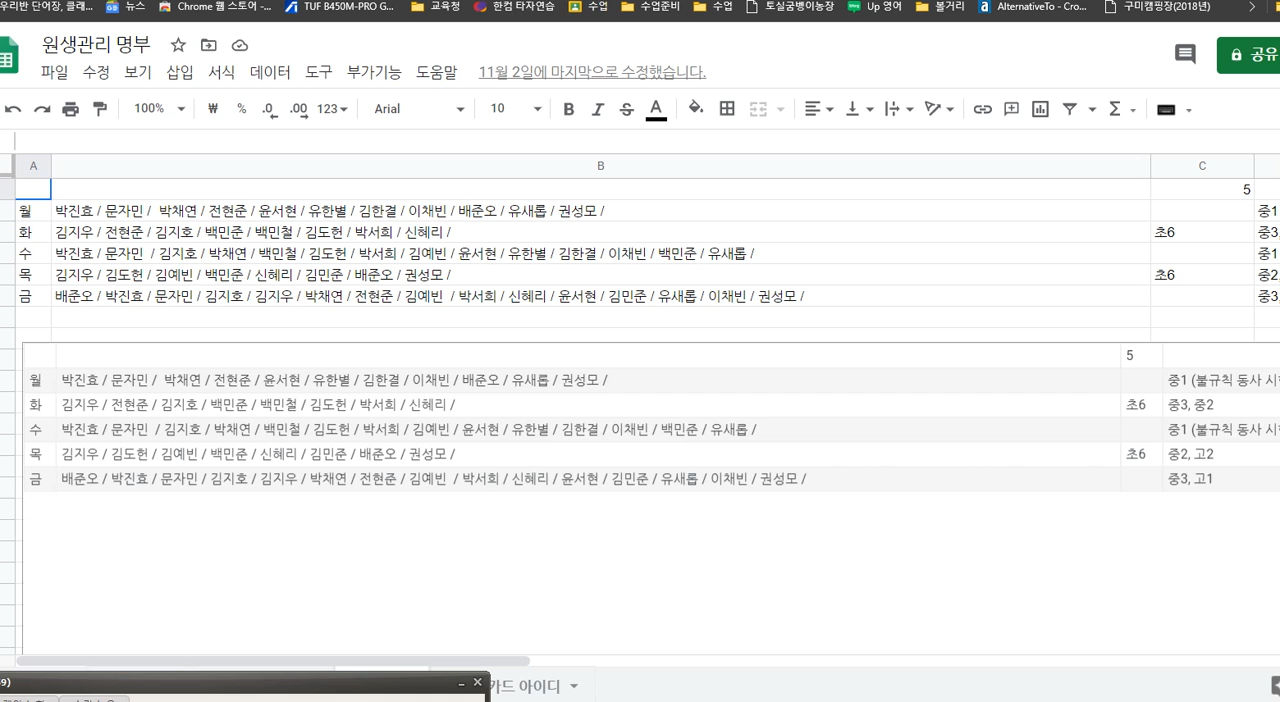 우리반 단어장, 클래... 뉴스 Chrome 웹 스토어 -... TUF B450M-PRO G... 교육청 한컴 타자연습 수업 수업준비 수업 토실굼벵이농장 Up 영어 볼거리 AlternativeTo - Cro... 구미캠핑장(2018년)
원생관리 명부
파일 수정 보기 삽입 서식 데이터 도구 부가기능 도움말 11월 2일에 마지막으로 수정했습니다.
공유
100% ₩ % .0 .00 123 Arial 10 B I S A Σ
A B C
5
월 박진효 / 문자민 / 박채연 / 전현준 / 윤서현 / 유한별 / 김한결 / 이채빈 / 배준오 / 유새롭 / 권성모 / 중1
화 김지우 / 전현준 / 김지호 / 백민준 / 백민철 / 김도헌 / 박서희 / 신혜리 / 초6 중3,
수 박진효 / 문자민 / 김지호 / 박채연 / 백민철 / 김도헌 / 박서희 / 김예빈 / 윤서현 / 유한별 / 김한결 / 이채빈 / 백민준 / 유새롭 / 중1
목 김지우 / 김도헌 / 김예빈 / 백민준 / 신혜리 / 김민준 / 배준오 / 권성모 / 초6 중2,
금 배준오 / 박진효 / 문자민 / 김지호 / 김지우 / 박채연 / 전현준 / 김예빈 / 박서희 / 신혜리 / 윤서현 / 김민준 / 유새롭 / 이채빈 / 권성모 / 중3,
5
월 박진효 / 문자민 / 박채연 / 전현준 / 윤서현 / 유한별 / 김한결 / 이채빈 / 배준오 / 유새롭 / 권성모 / 중1 (불규칙 동사 시
화 김지우 / 전현준 / 김지호 / 백민준 / 백민철 / 김도헌 / 박서희 / 신혜리 / 초6 중3, 중2
수 박진효 / 문자민 / 김지호 / 박채연 / 백민철 / 김도헌 / 박서희 / 김예빈 / 윤서현 / 유한별 / 김한결 / 이채빈 / 백민준 / 유새롭 / 중1 (불규칙 동사 시
목 김지우 / 김도헌 / 김예빈 / 백민준 / 신혜리 / 김민준 / 배준오 / 권성모 / 초6 중2, 고2
금 배준오 / 박진효 / 문자민 / 김지호 / 김지우 / 박채연 / 전현준 / 김예빈 / 박서희 / 신혜리 / 윤서현 / 김민준 / 유새롭 / 이채빈 / 권성모 / 중3, 고1
9) 카드 아이디